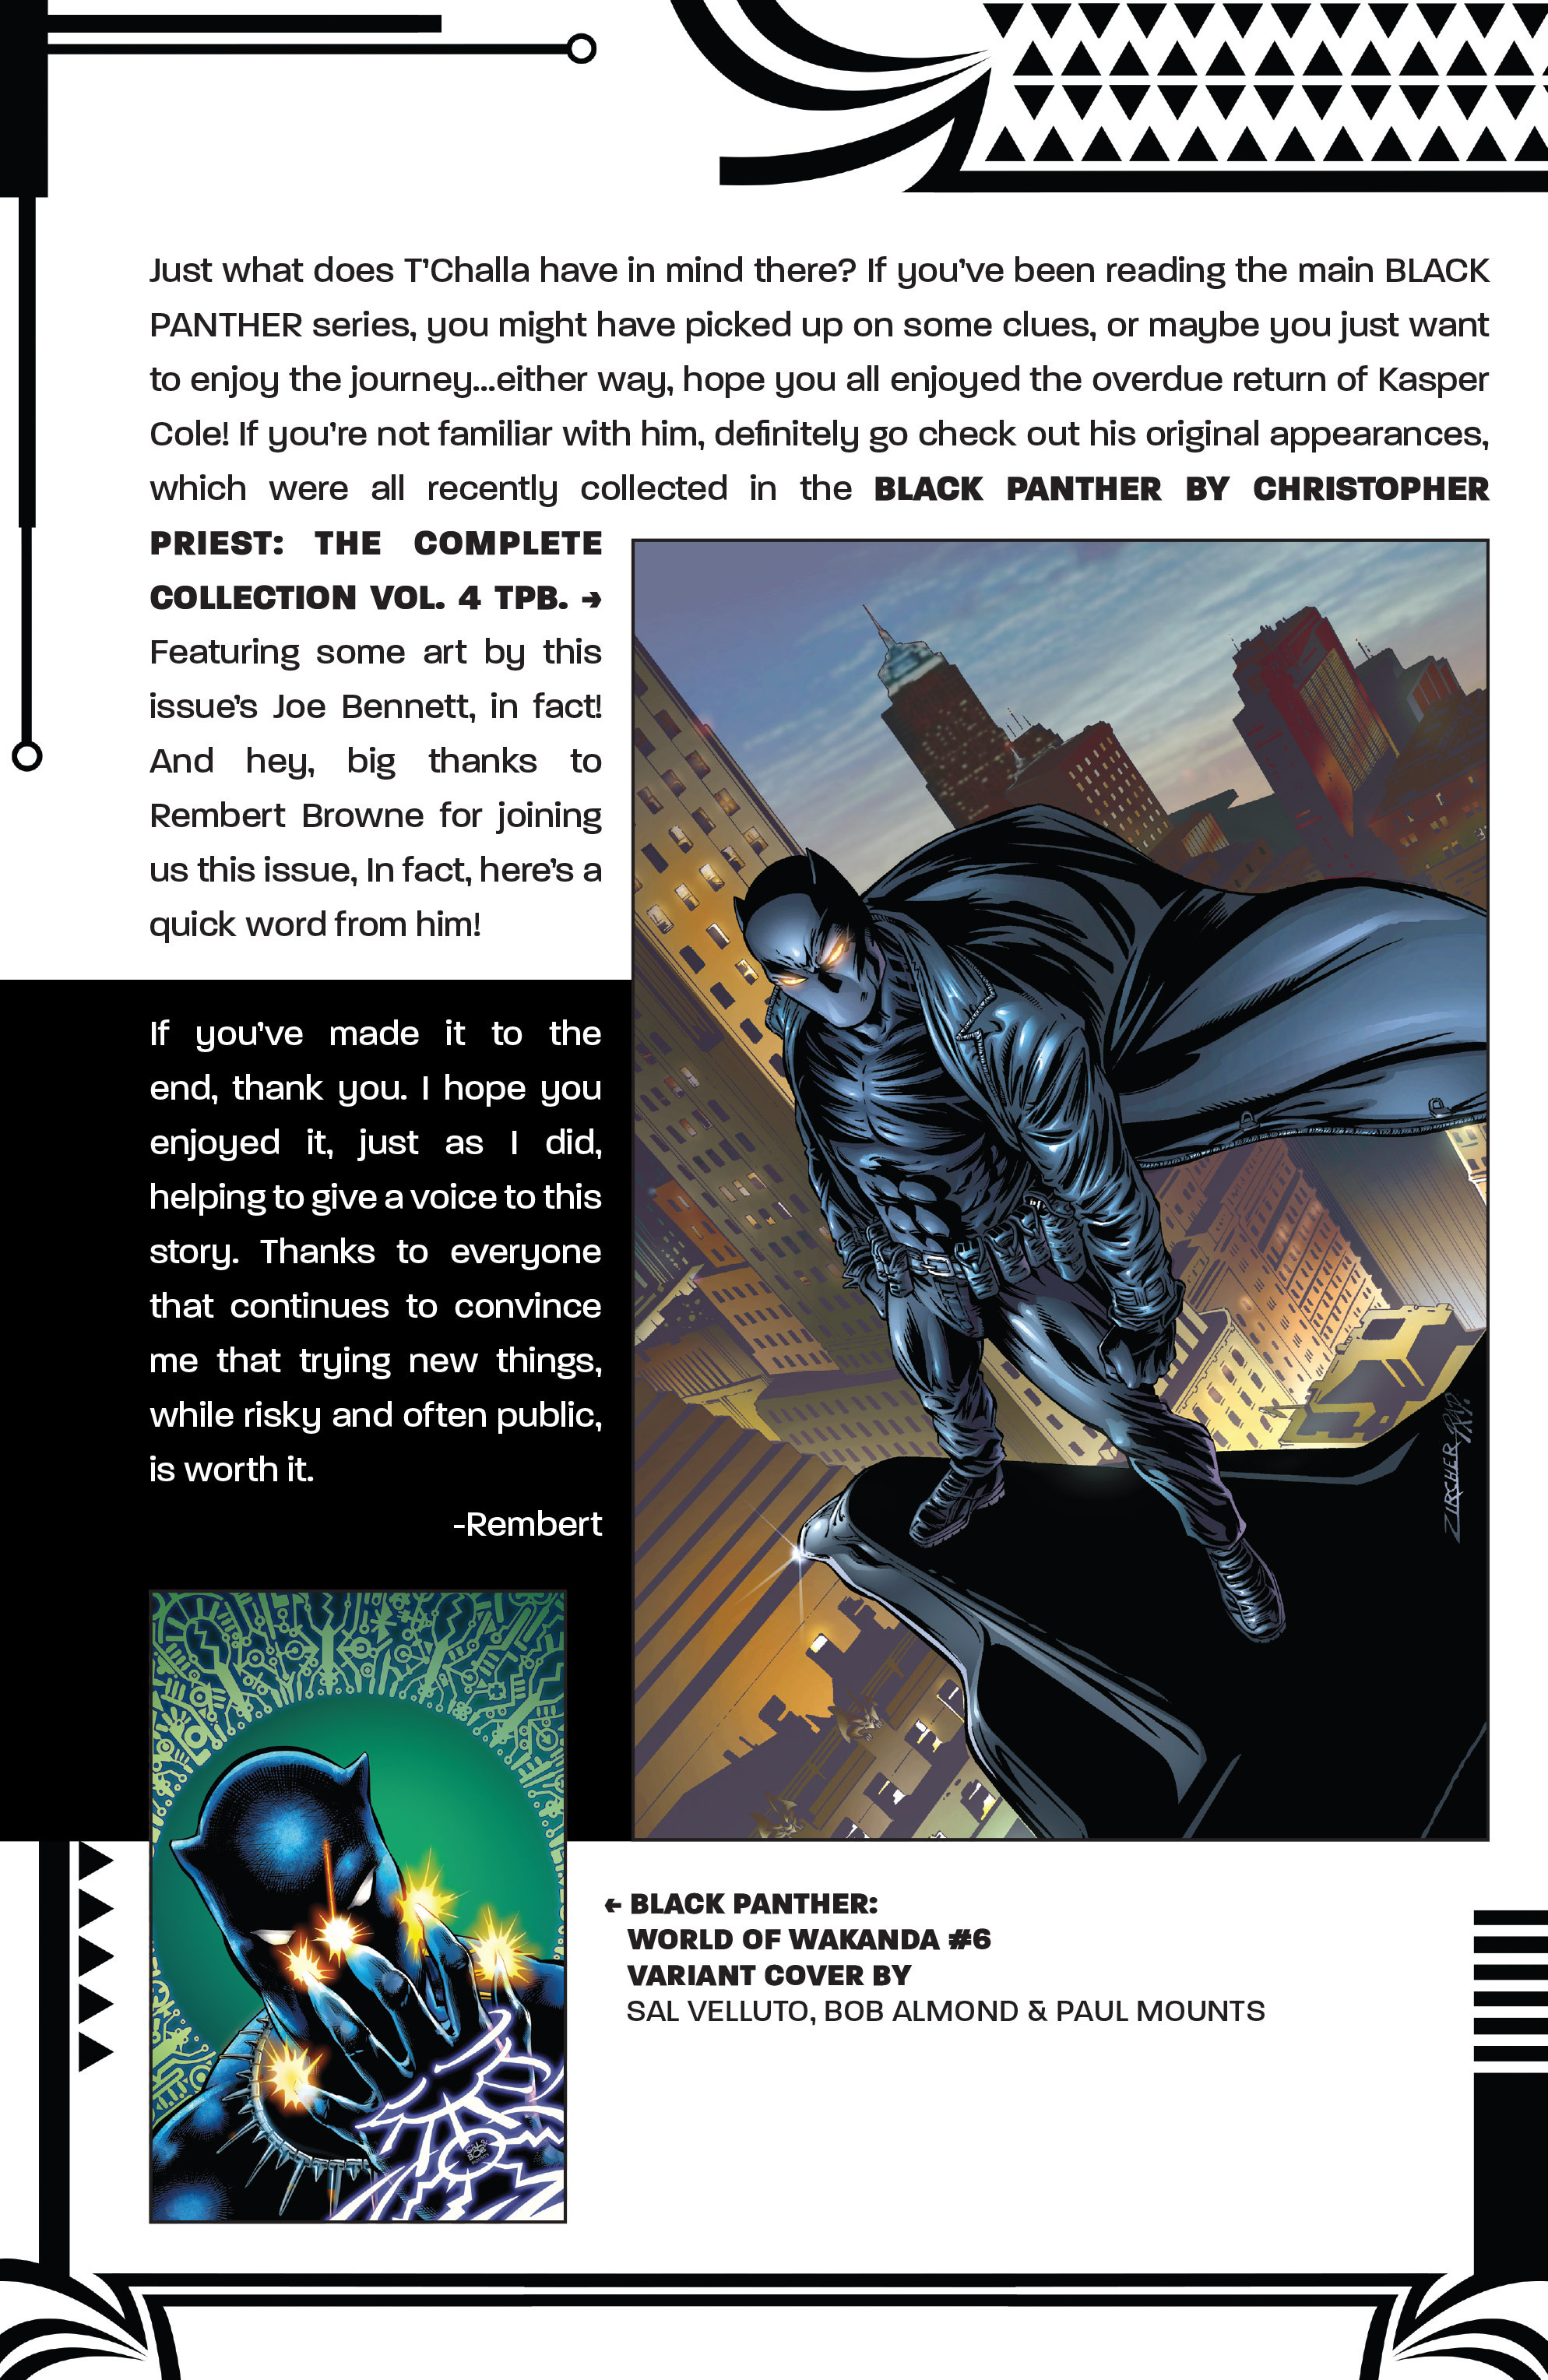 Just what does T’Challa have in mind there? If you’ve been reading the main BLACK
PANTHER series, you might have picked up on some clues, or maybe you just want
to enjoy the journey...either way, hope you all enjoyed the overdue return of Kasper
Cole! If you’re not familiar with him, definitely go check out his original appearances,
which were all recently collected in the BLACK PANTHER BY CHRISTOPHER
PRIEST: THE COMPLETE
COLLECTION VOL. 4 TPB. →
Featuring some art by this
issue’s Joe Bennett, in fact!
And hey, big thanks to
Rembert Browne for joining
us this issue, In fact, here’s a
quick word from him!
If you’ve made it to the
end, thank you. I hope you
enjoyed it, just as I did,
helping to give a voice to this
story. Thanks to everyone
that continues to convince
me that trying new things,
while risky and often public,
is worth it.
-Rembert
ZIRCHER
← BLACK PANTHER:
WORLD OF WAKANDA #6
VARIANT COVER BY
SAL VELLUTO, BOB ALMOND & PAUL MOUNTS